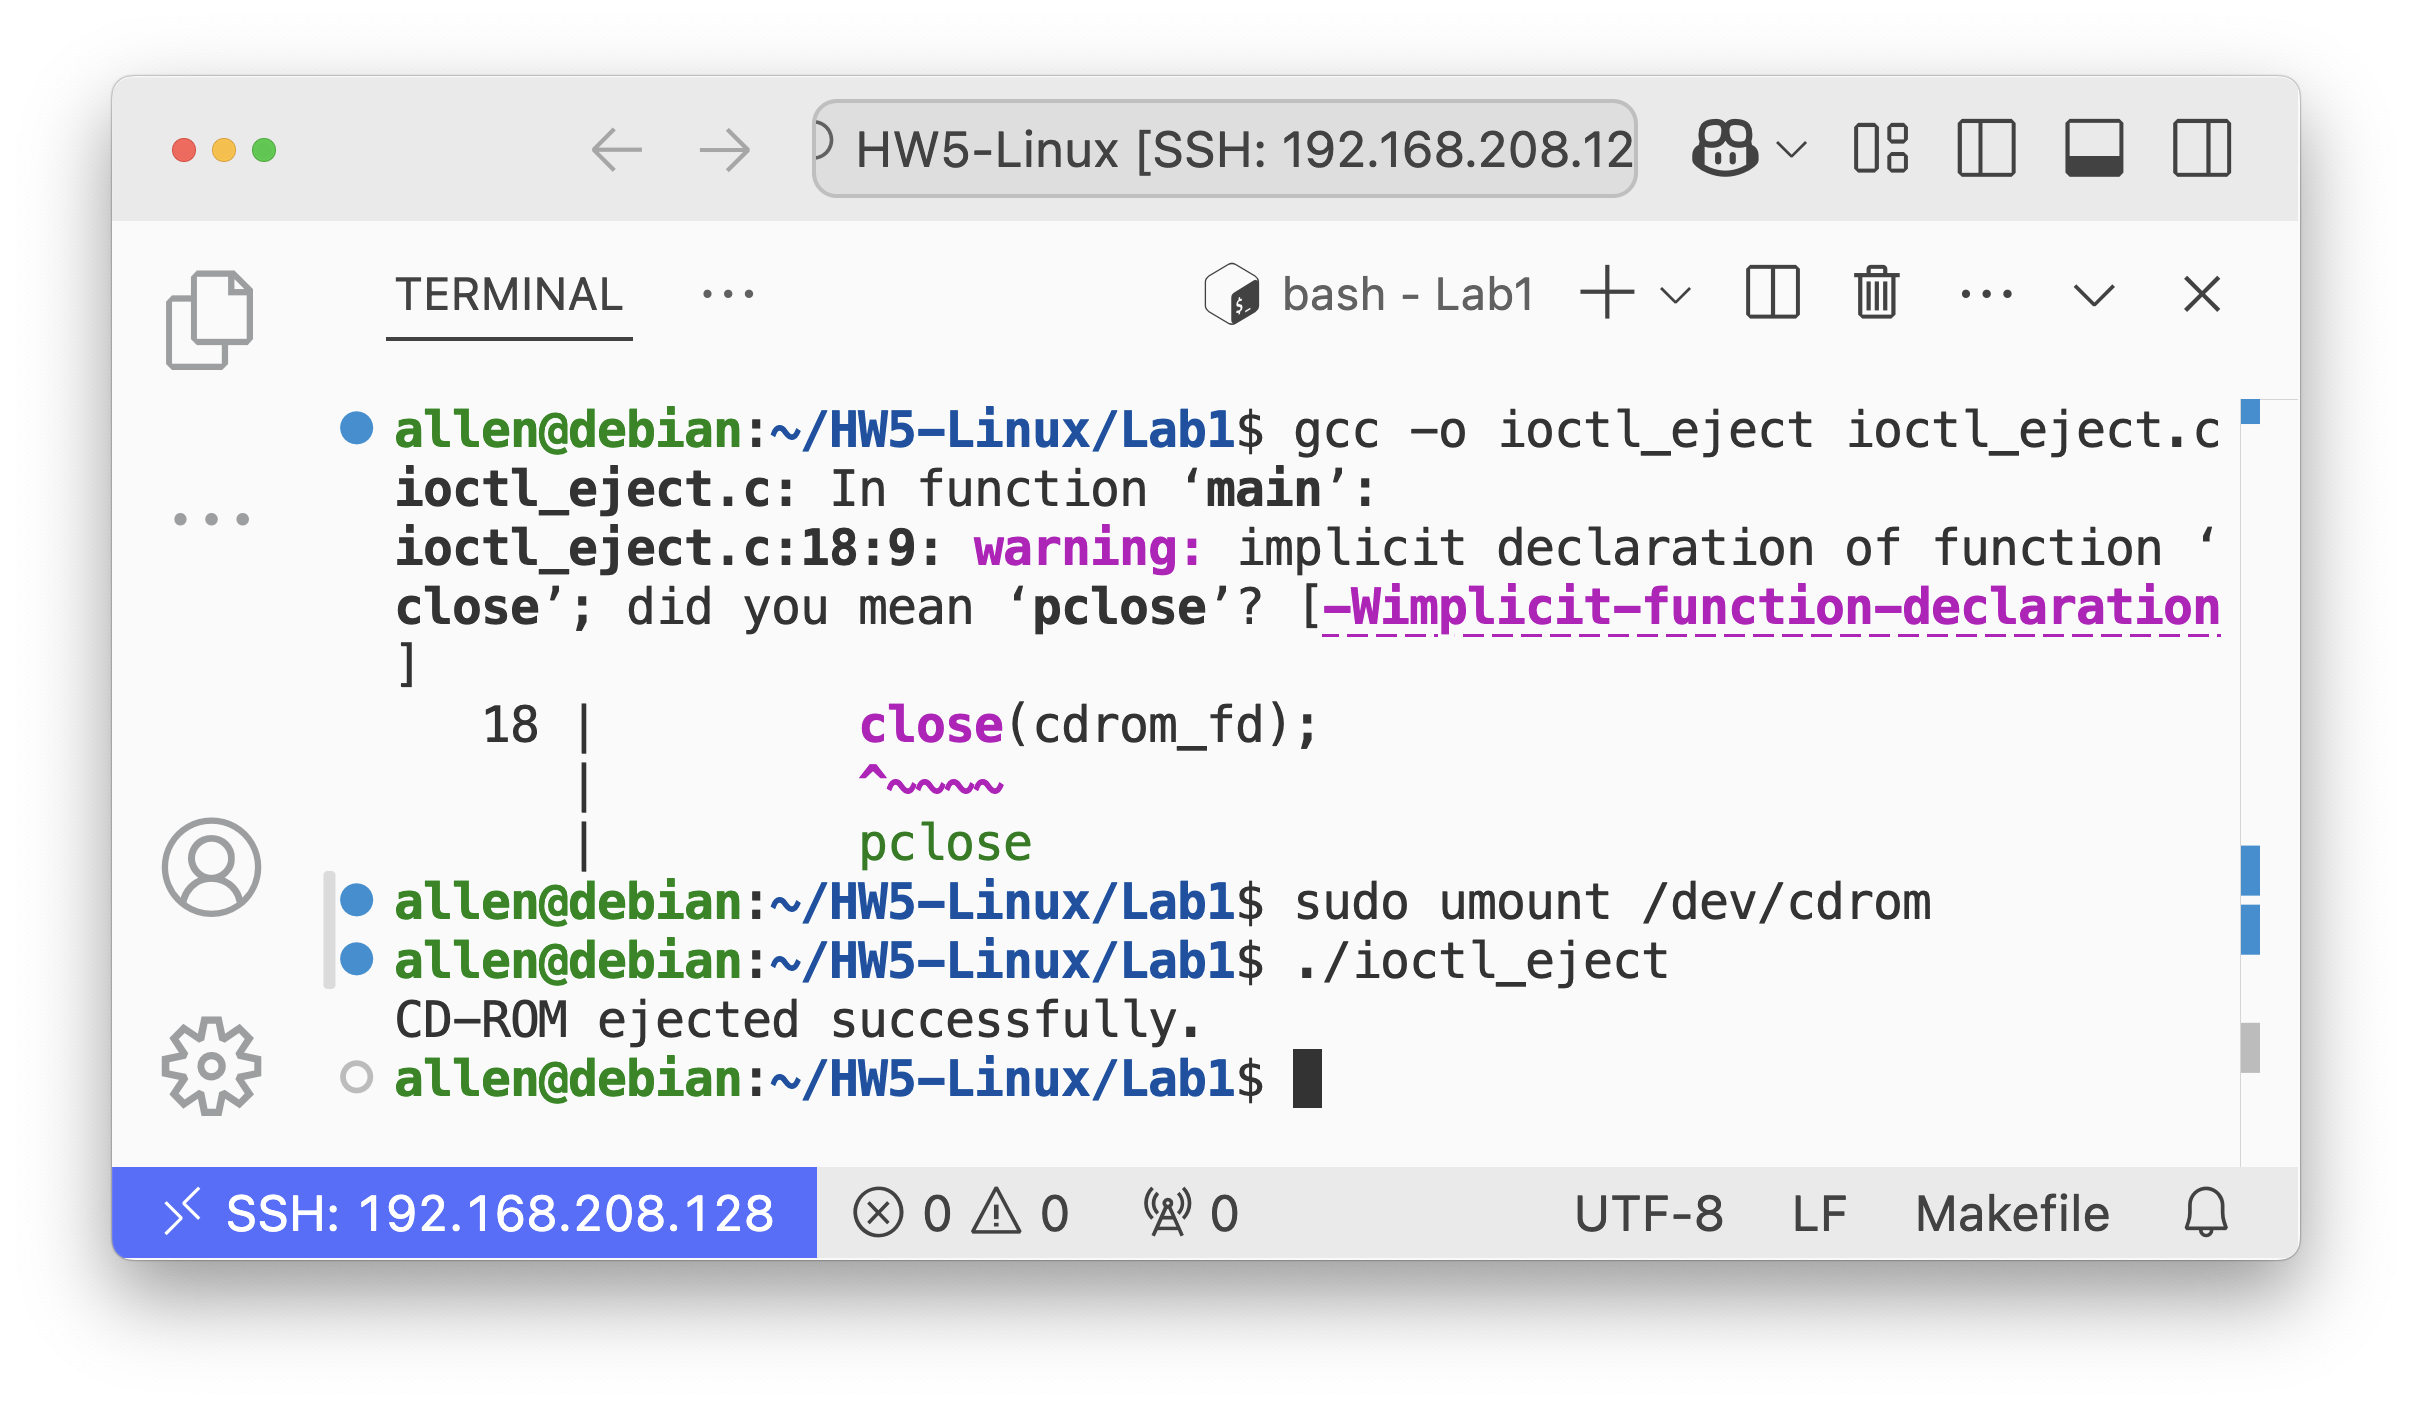 HW5-Linux [SSH: 192.168.208.12
TERMINAL ··· bash - Lab1
allen@debian:~/HW5-Linux/Lab1$ gcc -o ioctl_eject ioctl_eject.c
ioctl_eject.c: In function ‘main’:
ioctl_eject.c:18:9: warning: implicit declaration of function ‘
close’; did you mean ‘pclose’? [-Wimplicit-function-declaration
]
   18 |         close(cdrom_fd);
      |         ^~~~~
      |         pclose
allen@debian:~/HW5-Linux/Lab1$ sudo umount /dev/cdrom
allen@debian:~/HW5-Linux/Lab1$ ./ioctl_eject
CD-ROM ejected successfully.
allen@debian:~/HW5-Linux/Lab1$
SSH: 192.168.208.128 0 0 0 UTF-8 LF Makefile